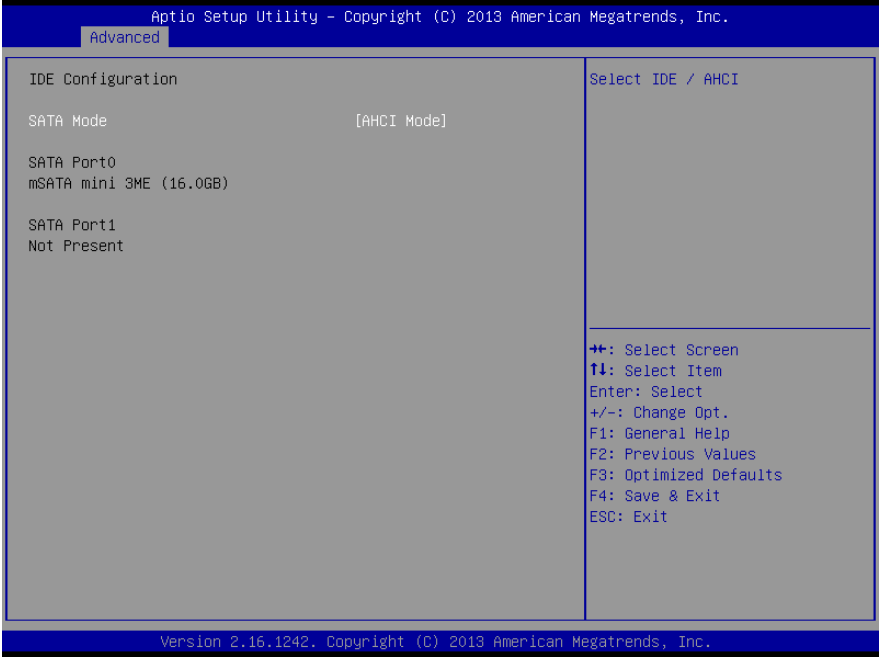 Aptio Setup Utility – Copyright (C) 2013 American Megatrends, Inc.
Advanced
IDE Configuration
SATA Mode [AHCI Mode]
SATA Port0
mSATA mini 3ME (16.0GB)
SATA Port1
Not Present
Select IDE / AHCI
→←: Select Screen
↑↓: Select Item
Enter: Select
+/-: Change Opt.
F1: General Help
F2: Previous Values
F3: Optimized Defaults
F4: Save & Exit
ESC: Exit
Version 2.16.1242. Copyright (C) 2013 American Megatrends, Inc.